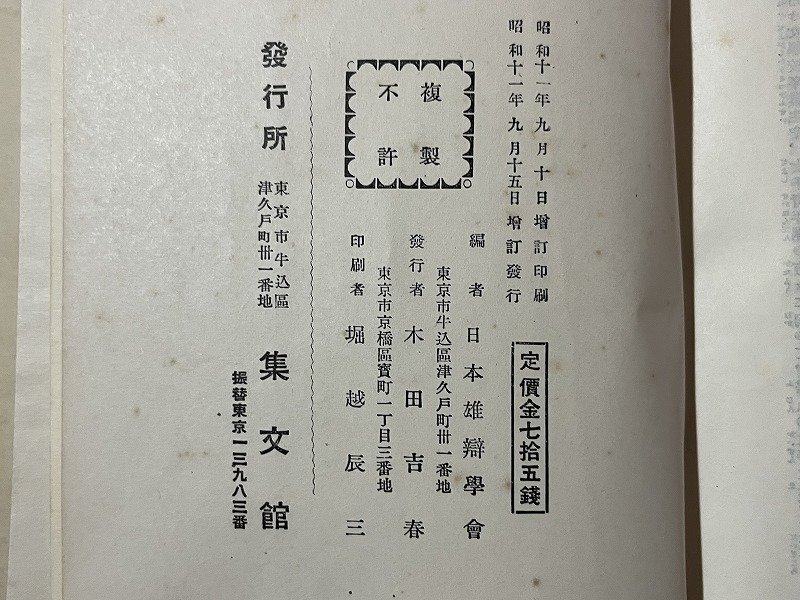 昭和十一年九月十日增訂印刷
昭和十一年九月十五日增訂發行
定價金七拾五錢
複製
不許
編者 日本雄辯學會
東京市牛込區津久戶町卅一番地
發行者 木田吉春
東京市京橋區寶町一丁目三番地
印刷者 堀越辰三
發行所 東京市牛込區
津久戶町卅一番地
集文館
振替東京一三九八三番